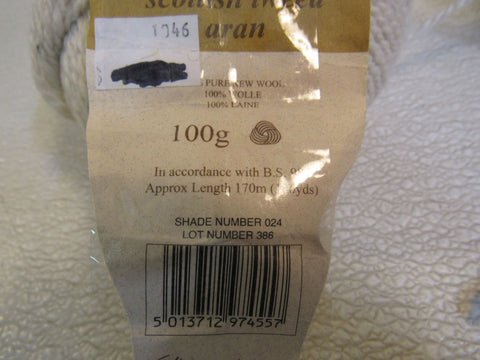 scottish tweed
aran
1046
PURE NEW WOOL
100% WOLLE
100% LAINE
100g
In accordance with B.S.
Approx Length 170m
SHADE NUMBER 024
LOT NUMBER 386
5 013712 974557